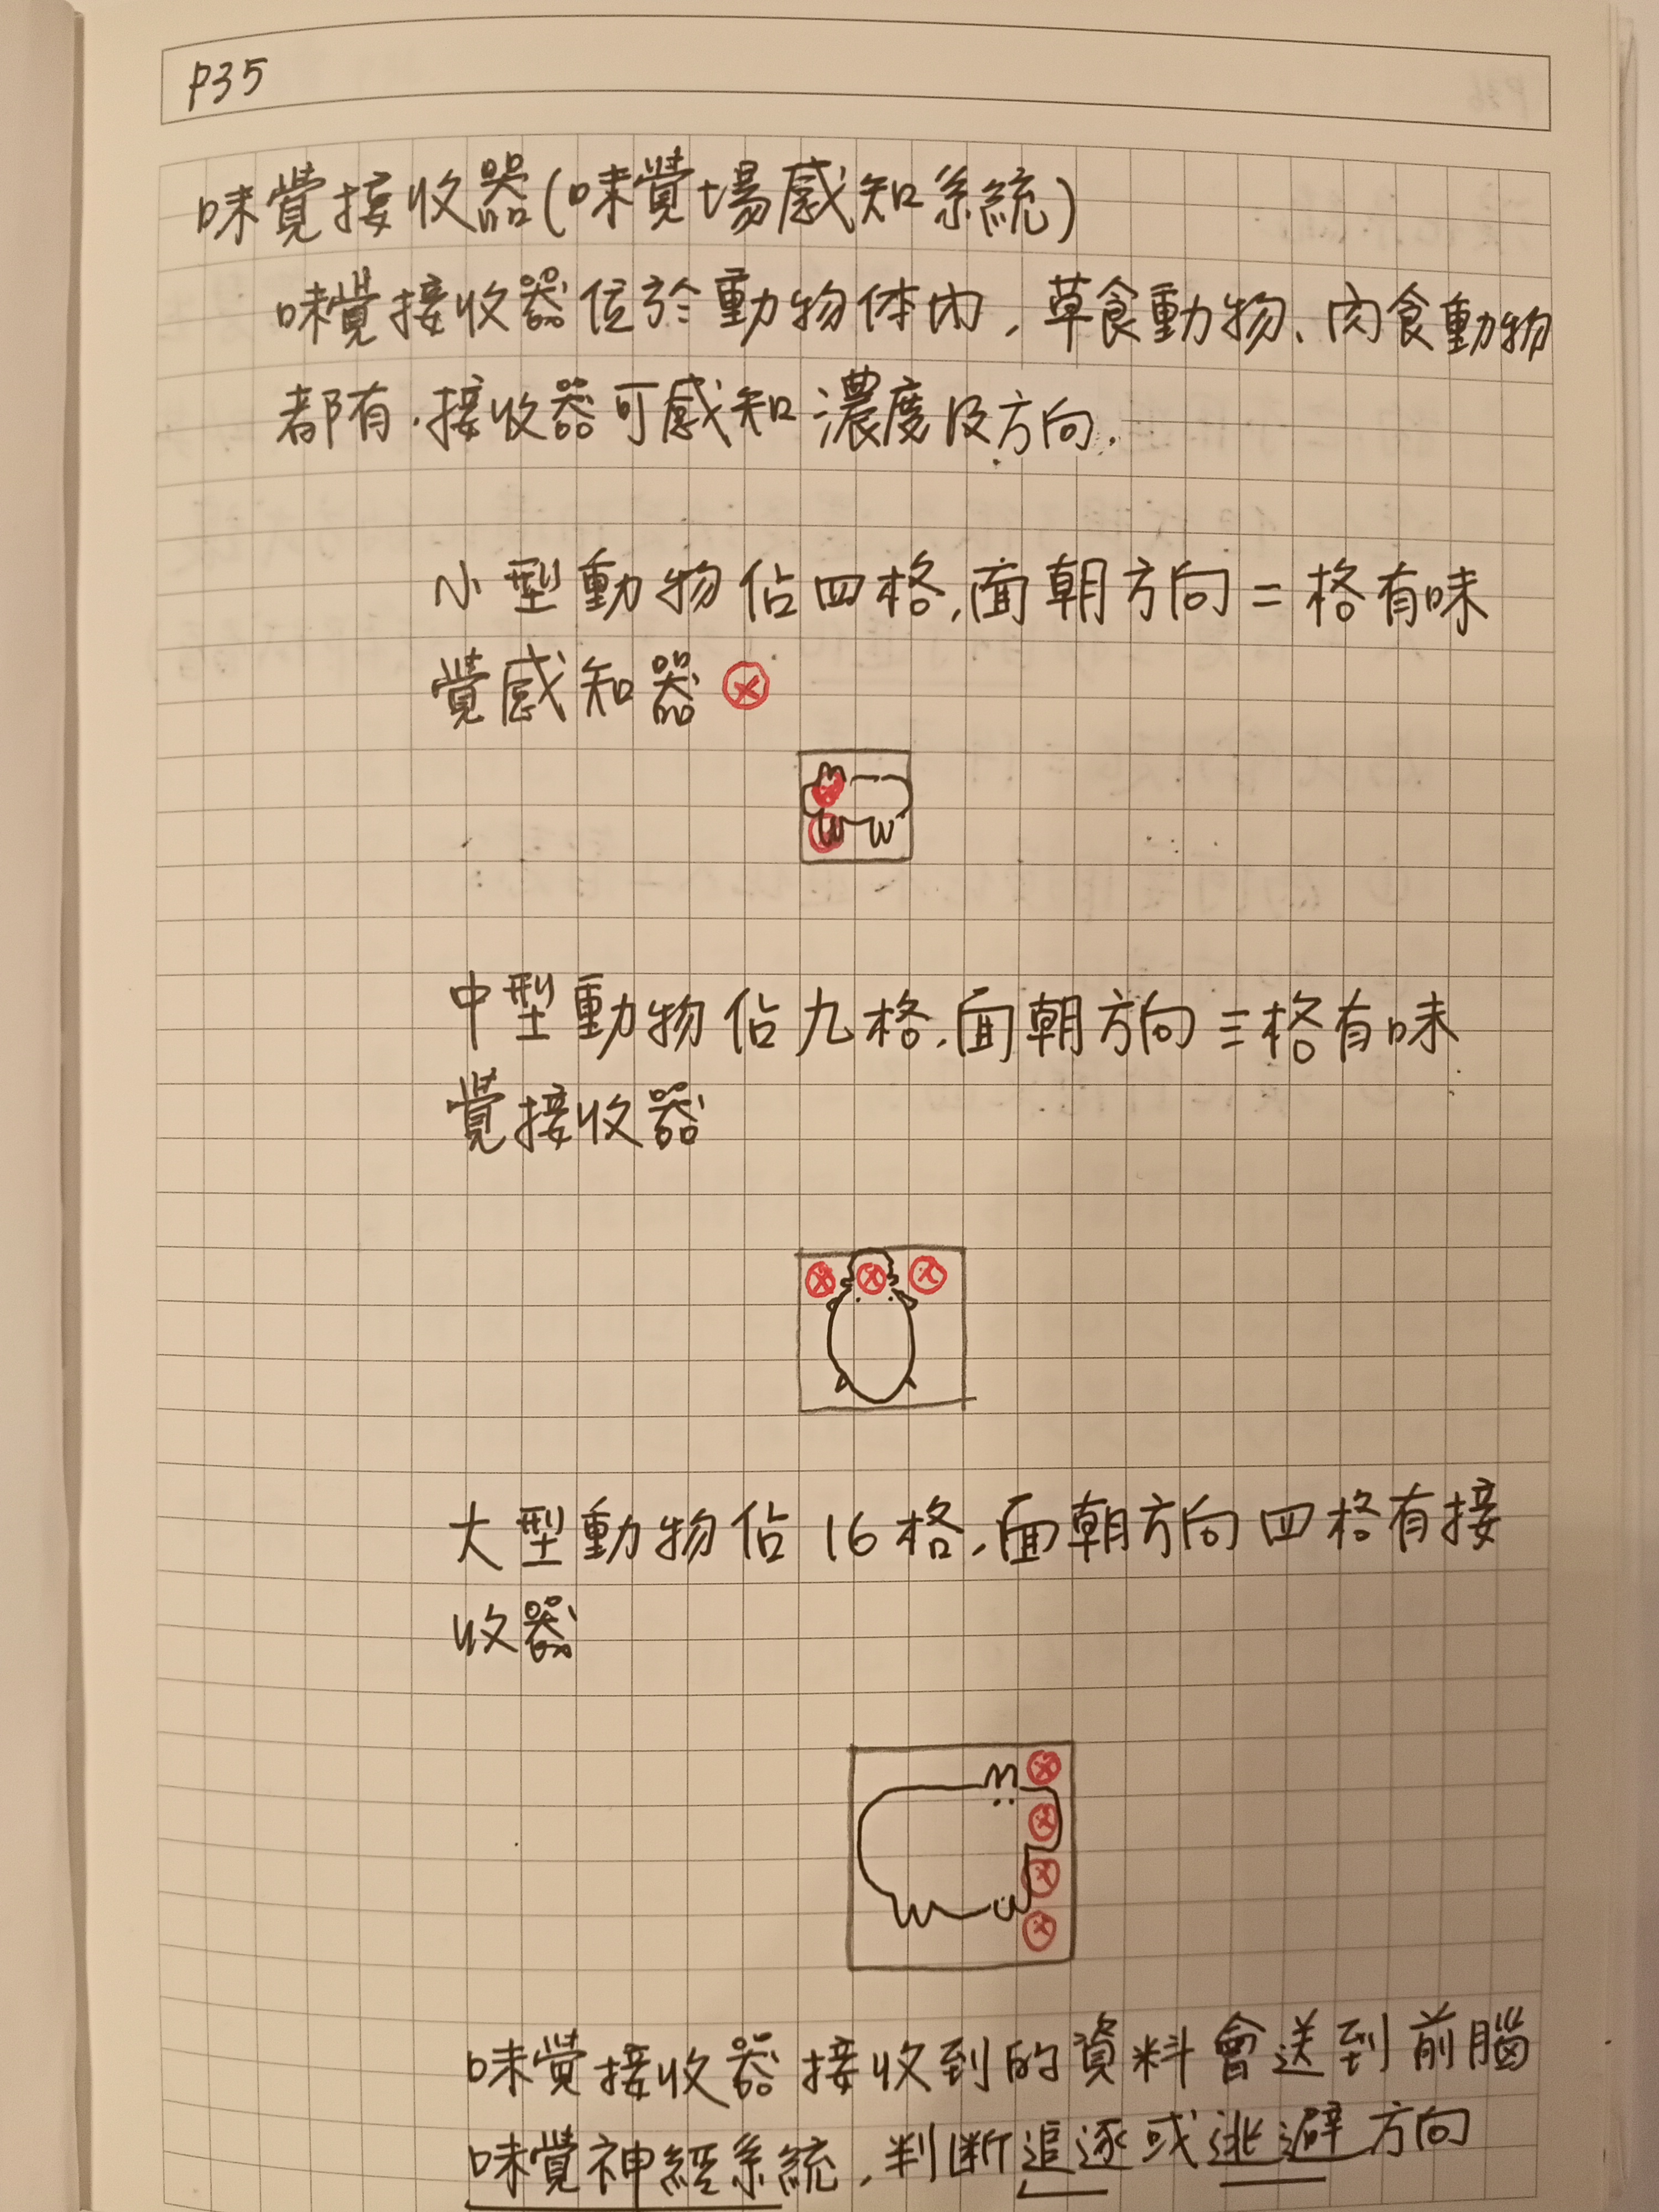 P35
味覺接收器(味覺場感知系統)
味覺接收器位於動物体內,草食動物、肉食動物
都有.接收器可感知濃度及方向.
小型動物佔四格,面朝方向二格有味
覺感知器
中型動物佔九格,面朝方向三格有味
覺接收器
大型動物佔16格,面朝方向四格有接
收器
味覺接收器接收到的資料會送到前腦
味覺神經系統,判斷追逐或逃避方向